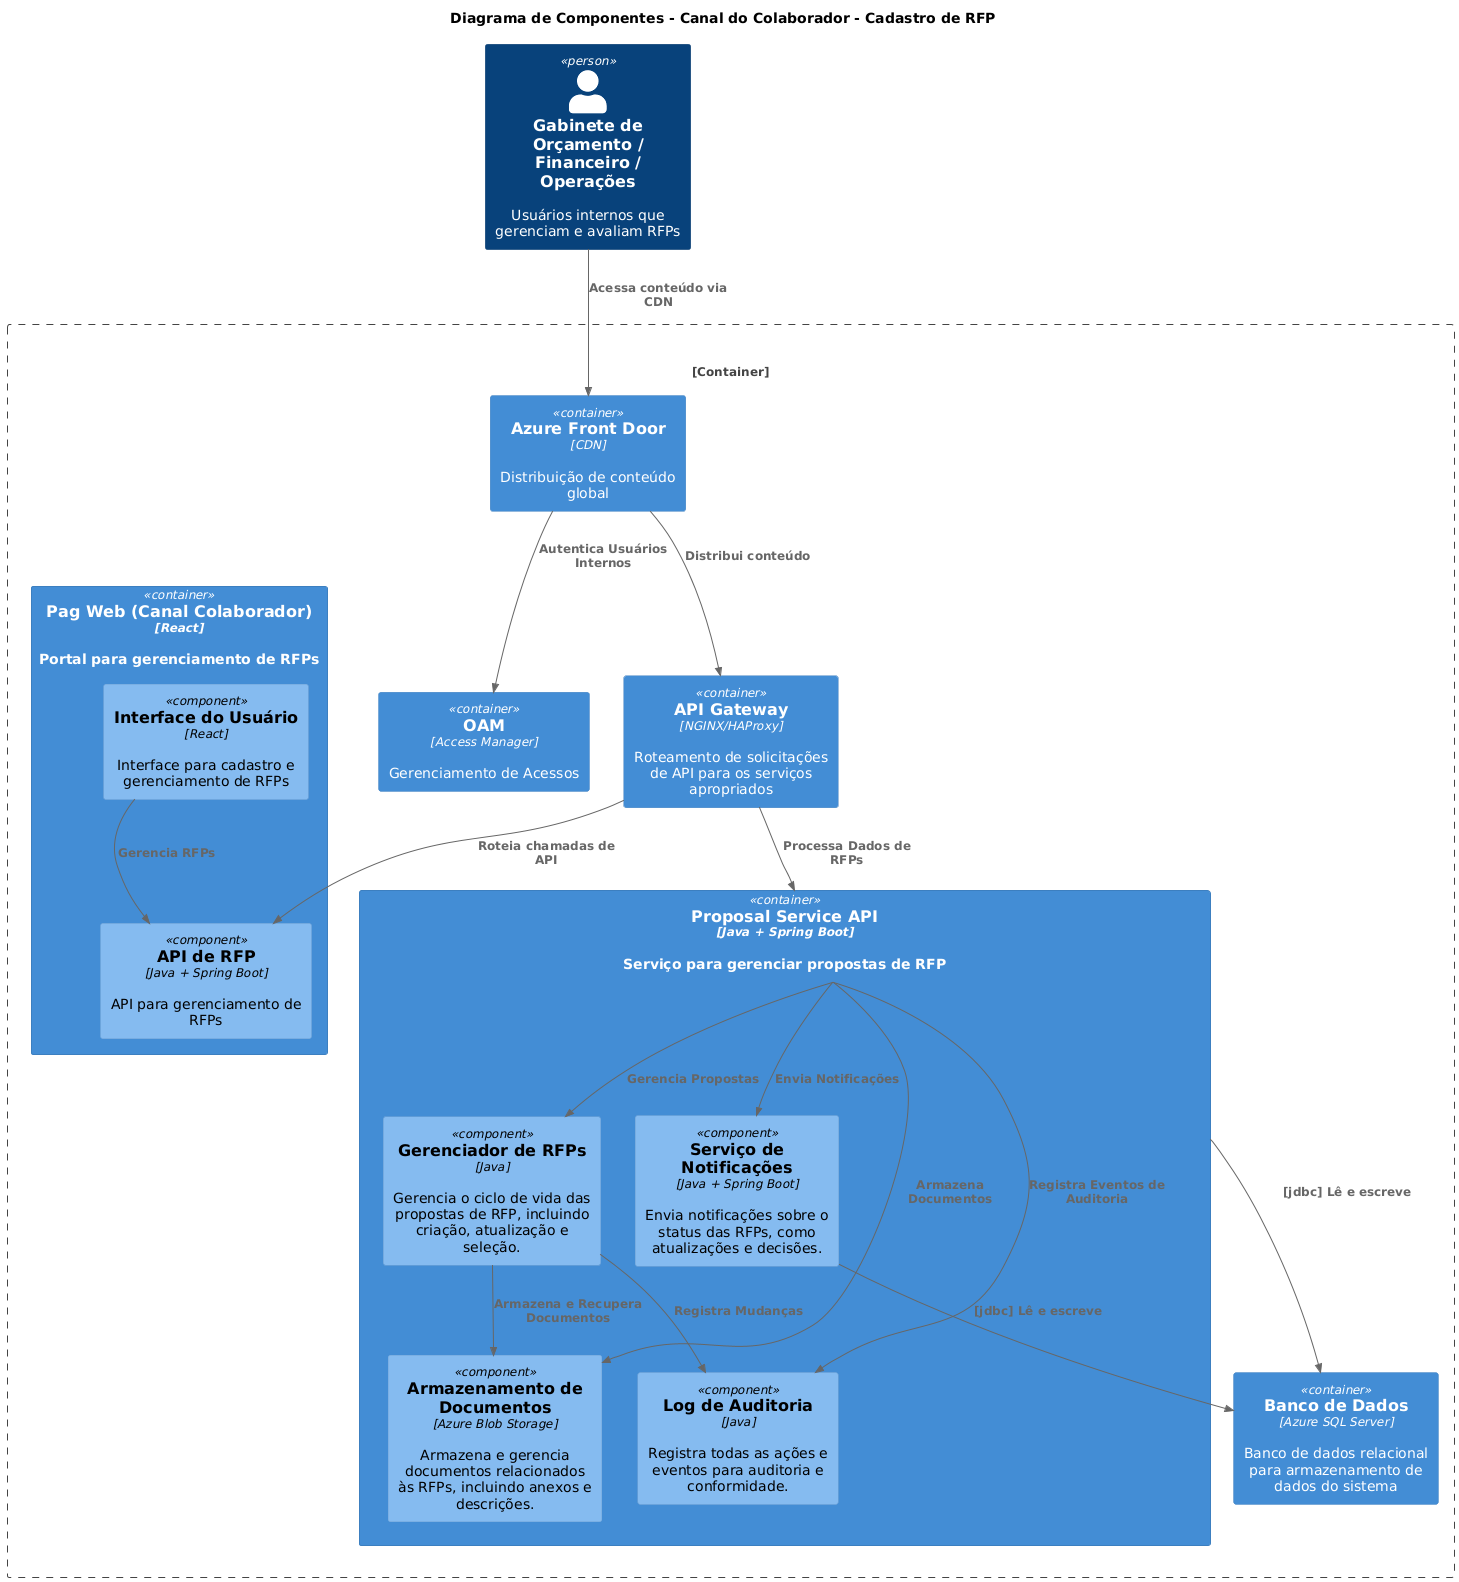 Diagrama de Componentes - Canal do Colaborador - Cadastro de RFP
«person»
Gabinete de
Orçamento /
Financeiro /
Operações
Usuários internos que
gerenciam e avaliam RFPs
Acessa conteúdo via
CDN
[Container]
«container»
Azure Front Door
[CDN]
Distribuição de conteúdo
global
Autentica Usuários
Internos
Distribui conteúdo
«container»
Pag Web (Canal Colaborador)
[React]
Portal para gerenciamento de RFPs
«component»
Interface do Usuário
[React]
Interface para cadastro e
gerenciamento de RFPs
Gerencia RFPs
«component»
API de RFP
[Java + Spring Boot]
API para gerenciamento de
RFPs
«container»
OAM
[Access Manager]
Gerenciamento de Acessos
«container»
API Gateway
[NGINX/HAProxy]
Roteamento de solicitações
de API para os serviços
apropriados
Roteia chamadas de
API
Processa Dados de
RFPs
«container»
Proposal Service API
[Java + Spring Boot]
Serviço para gerenciar propostas de RFP
Gerencia Propostas
Envia Notificações
Armazena
Documentos
Registra Eventos de
Auditoria
«component»
Gerenciador de RFPs
[Java]
Gerencia o ciclo de vida das
propostas de RFP, incluindo
criação, atualização e
seleção.
«component»
Serviço de
Notificações
[Java + Spring Boot]
Envia notificações sobre o
status das RFPs, como
atualizações e decisões.
Armazena e Recupera
Documentos
Registra Mudanças
[jdbc] Lê e escreve
[jdbc] Lê e escreve
«component»
Armazenamento de
Documentos
[Azure Blob Storage]
Armazena e gerencia
documentos relacionados
às RFPs, incluindo anexos e
descrições.
«component»
Log de Auditoria
[Java]
Registra todas as ações e
eventos para auditoria e
conformidade.
«container»
Banco de Dados
[Azure SQL Server]
Banco de dados relacional
para armazenamento de
dados do sistema